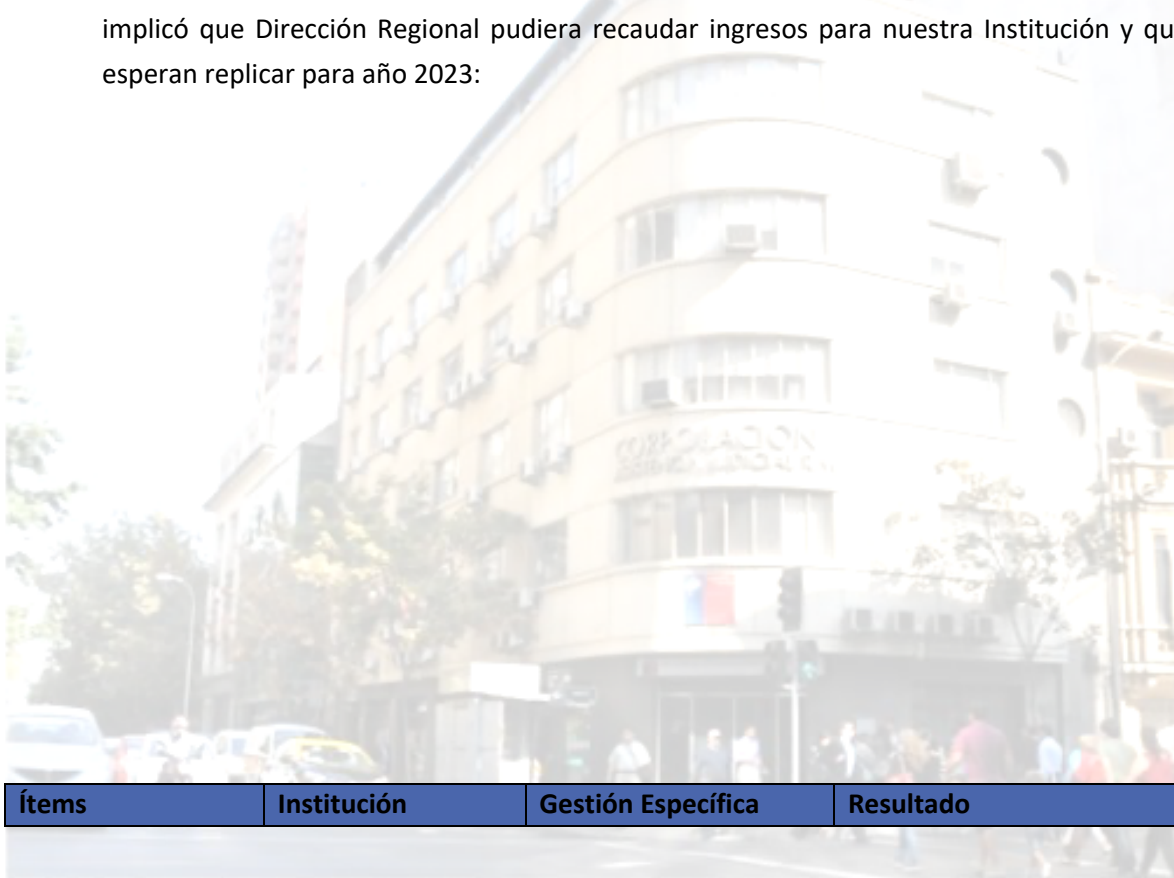 implicó que Dirección Regional pudiera recaudar ingresos para nuestra Institución y qu
esperan replicar para año 2023:
CORPORACION
Ítems Institución Gestión Específica Resultado